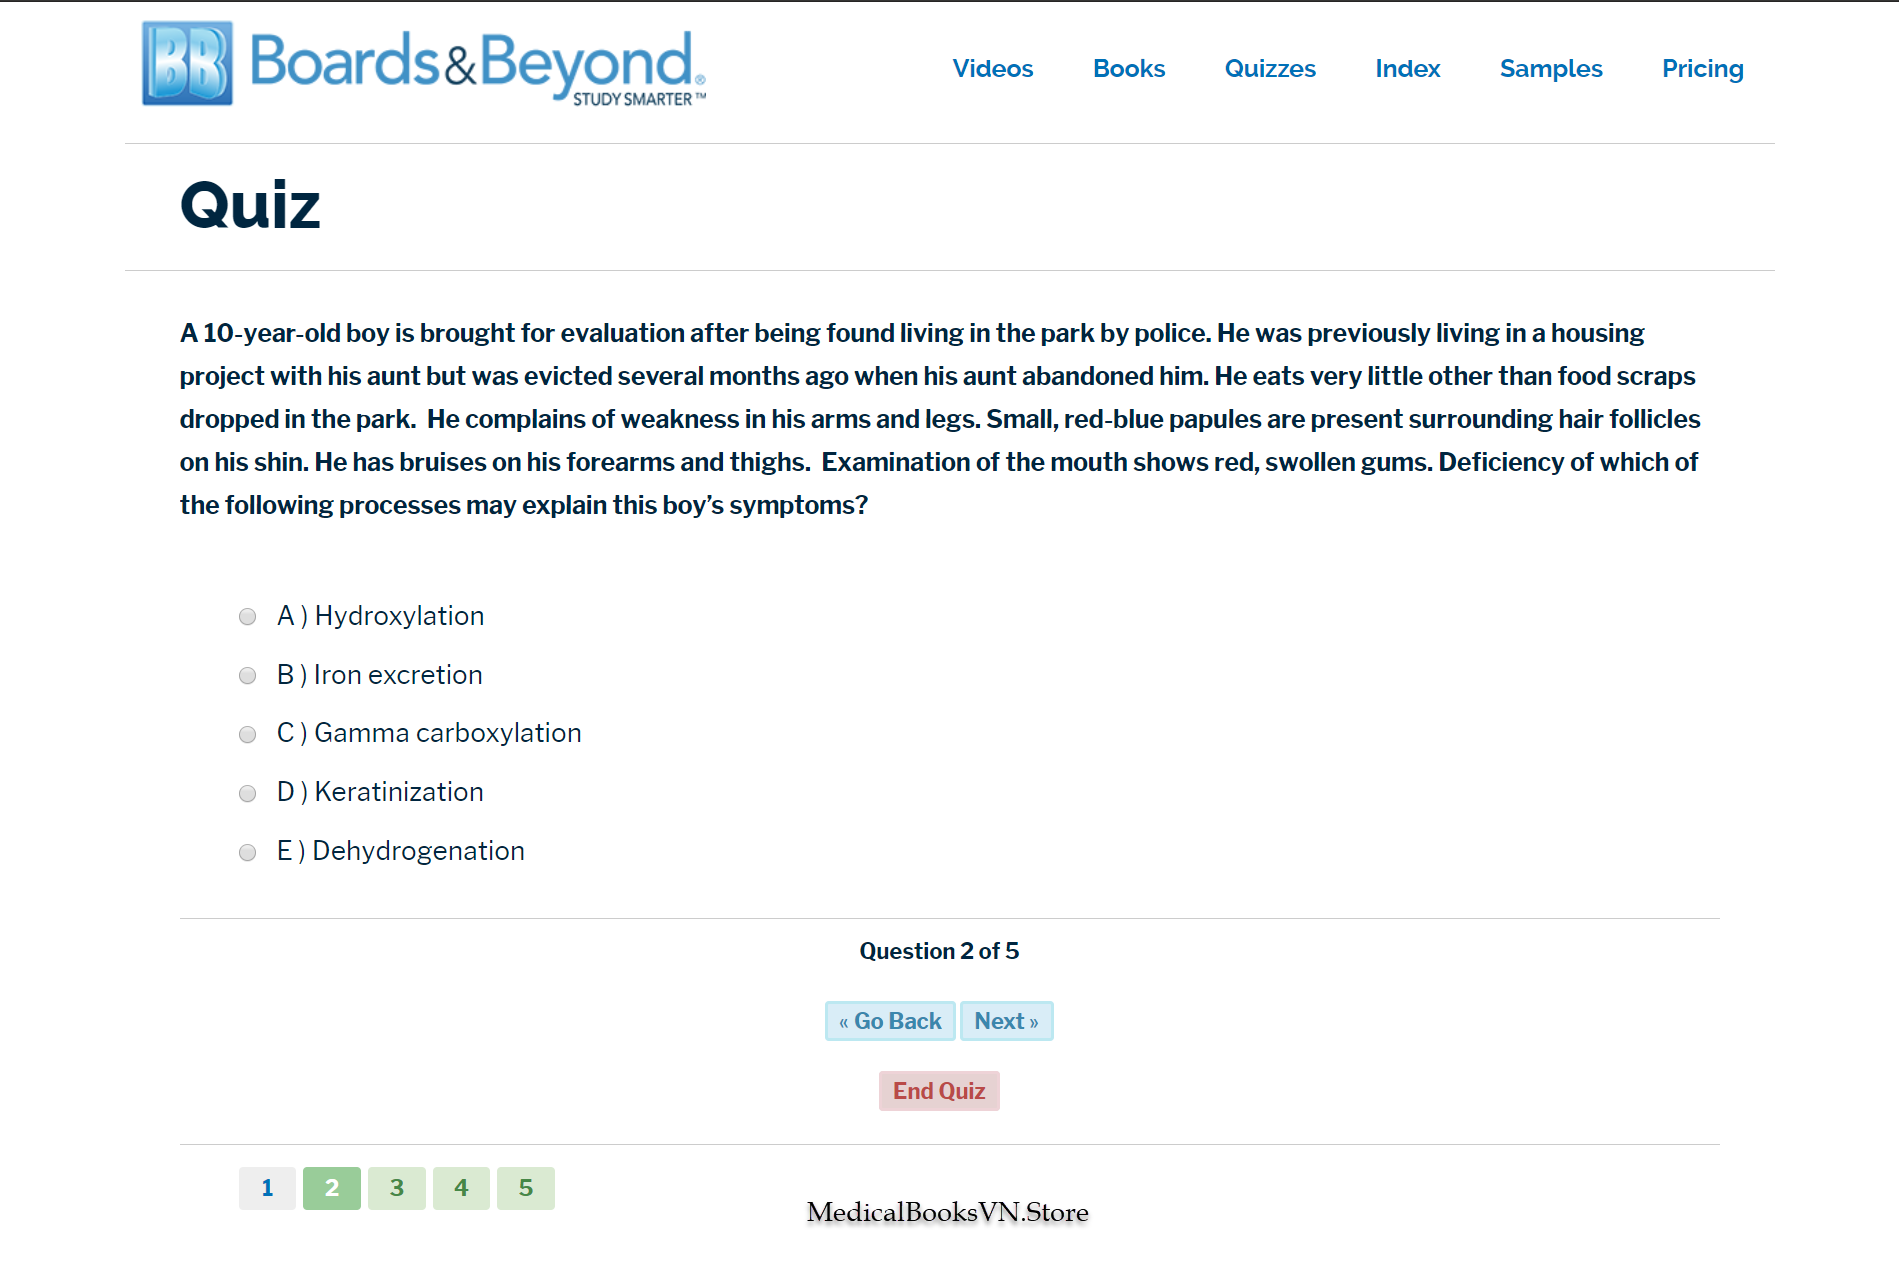 BB Boards&Beyond®
STUDY SMARTER™
Videos Books Quizzes Index Samples Pricing
Quiz
A 10-year-old boy is brought for evaluation after being found living in the park by police. He was previously living in a housing
project with his aunt but was evicted several months ago when his aunt abandoned him. He eats very little other than food scraps
dropped in the park.  He complains of weakness in his arms and legs. Small, red-blue papules are present surrounding hair follicles
on his shin. He has bruises on his forearms and thighs.  Examination of the mouth shows red, swollen gums. Deficiency of which of
the following processes may explain this boy’s symptoms?
A ) Hydroxylation
B ) Iron excretion
C ) Gamma carboxylation
D ) Keratinization
E ) Dehydrogenation
Question 2 of 5
« Go Back Next »
End Quiz
1 2 3 4 5
MedicalBooksVN.Store